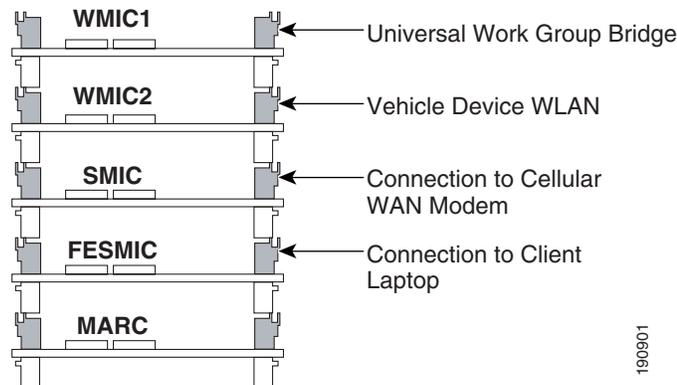 WMIC1
Universal Work Group Bridge
WMIC2
Vehicle Device WLAN
SMIC
Connection to Cellular
WAN Modem
FESMIC
Connection to Client
Laptop
MARC
190901